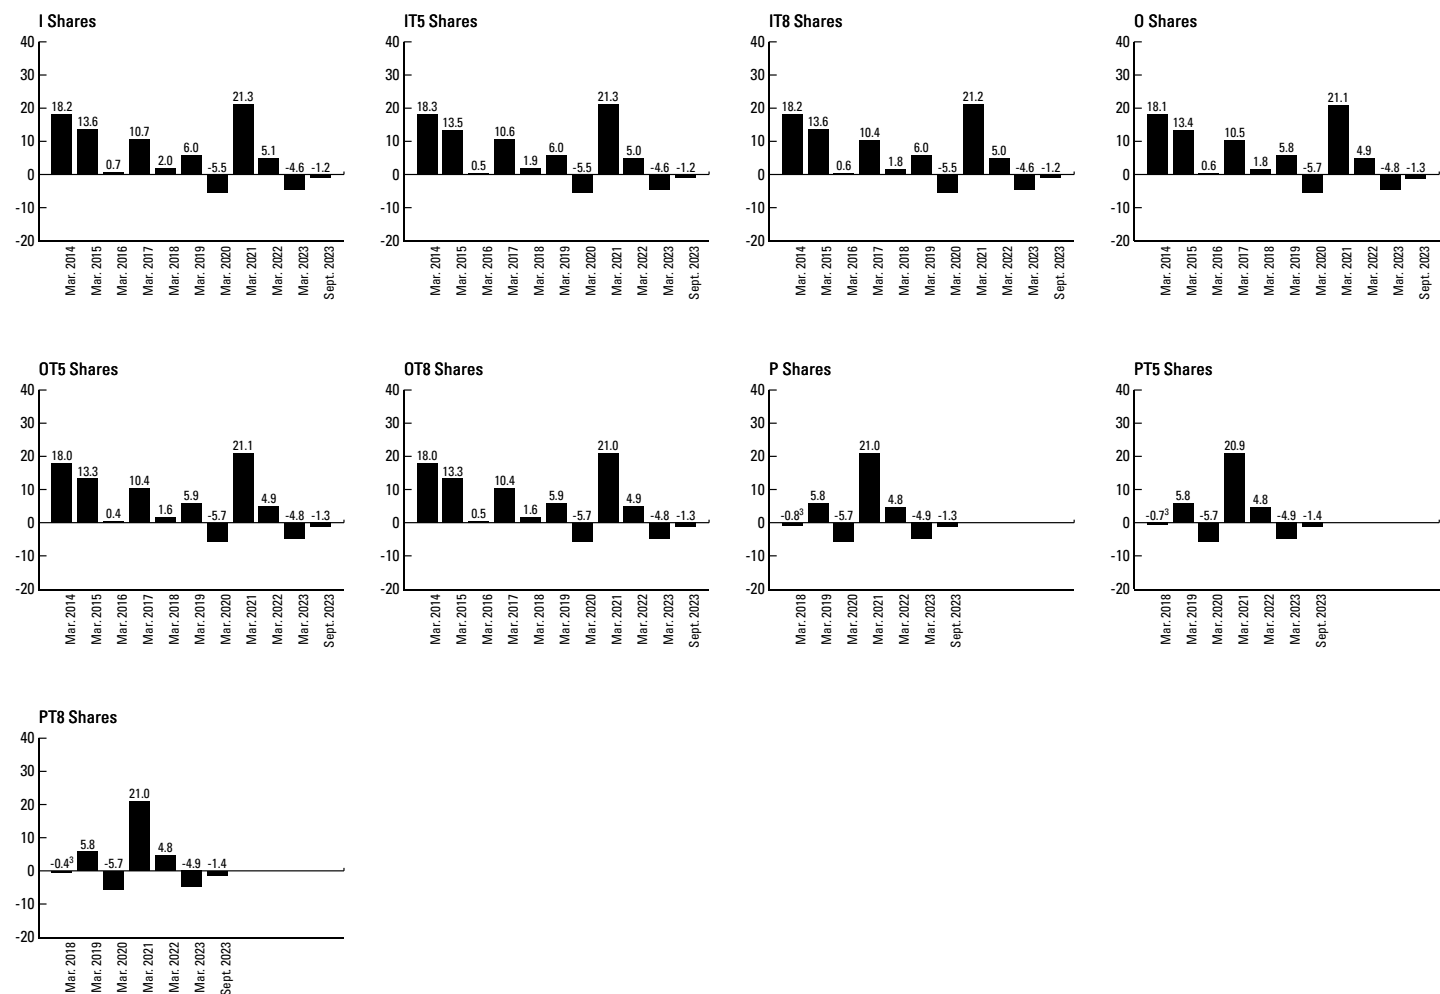 I Shares
40
30
20
10
0
-10
-20
18.2 13.6 0.7 10.7 2.0 6.0 -5.5 21.3 5.1 -4.6 -1.2
Mar. 2014 Mar. 2015 Mar. 2016 Mar. 2017 Mar. 2018 Mar. 2019 Mar. 2020 Mar. 2021 Mar. 2022 Mar. 2023 Sept. 2023
IT5 Shares
40
30
20
10
0
-10
-20
18.3 13.5 0.5 10.6 1.9 6.0 -5.5 21.3 5.0 -4.6 -1.2
Mar. 2014 Mar. 2015 Mar. 2016 Mar. 2017 Mar. 2018 Mar. 2019 Mar. 2020 Mar. 2021 Mar. 2022 Mar. 2023 Sept. 2023
IT8 Shares
40
30
20
10
0
-10
-20
18.2 13.6 0.6 10.4 1.8 6.0 -5.5 21.2 5.0 -4.6 -1.2
Mar. 2014 Mar. 2015 Mar. 2016 Mar. 2017 Mar. 2018 Mar. 2019 Mar. 2020 Mar. 2021 Mar. 2022 Mar. 2023 Sept. 2023
O Shares
40
30
20
10
0
-10
-20
18.1 13.4 0.6 10.5 1.8 5.8 -5.7 21.1 4.9 -4.8 -1.3
Mar. 2014 Mar. 2015 Mar. 2016 Mar. 2017 Mar. 2018 Mar. 2019 Mar. 2020 Mar. 2021 Mar. 2022 Mar. 2023 Sept. 2023
OT5 Shares
40
30
20
10
0
-10
-20
18.0 13.3 0.4 10.4 1.6 5.9 -5.7 21.1 4.9 -4.8 -1.3
Mar. 2014 Mar. 2015 Mar. 2016 Mar. 2017 Mar. 2018 Mar. 2019 Mar. 2020 Mar. 2021 Mar. 2022 Mar. 2023 Sept. 2023
OT8 Shares
40
30
20
10
0
-10
-20
18.0 13.3 0.5 10.4 1.6 5.9 -5.7 21.0 4.9 -4.8 -1.3
Mar. 2014 Mar. 2015 Mar. 2016 Mar. 2017 Mar. 2018 Mar. 2019 Mar. 2020 Mar. 2021 Mar. 2022 Mar. 2023 Sept. 2023
P Shares
40
30
20
10
0
-10
-20
-0.8³ 5.8 -5.7 21.0 4.8 -4.9 -1.3
Mar. 2018 Mar. 2019 Mar. 2020 Mar. 2021 Mar. 2022 Mar. 2023 Sept. 2023
PT5 Shares
40
30
20
10
0
-10
-20
-0.7³ 5.8 -5.7 20.9 4.8 -4.9 -1.4
Mar. 2018 Mar. 2019 Mar. 2020 Mar. 2021 Mar. 2022 Mar. 2023 Sept. 2023
PT8 Shares
40
30
20
10
0
-10
-20
-0.4³ 5.8 -5.7 21.0 4.8 -4.9 -1.4
Mar. 2018 Mar. 2019 Mar. 2020 Mar. 2021 Mar. 2022 Mar. 2023 Sept. 2023